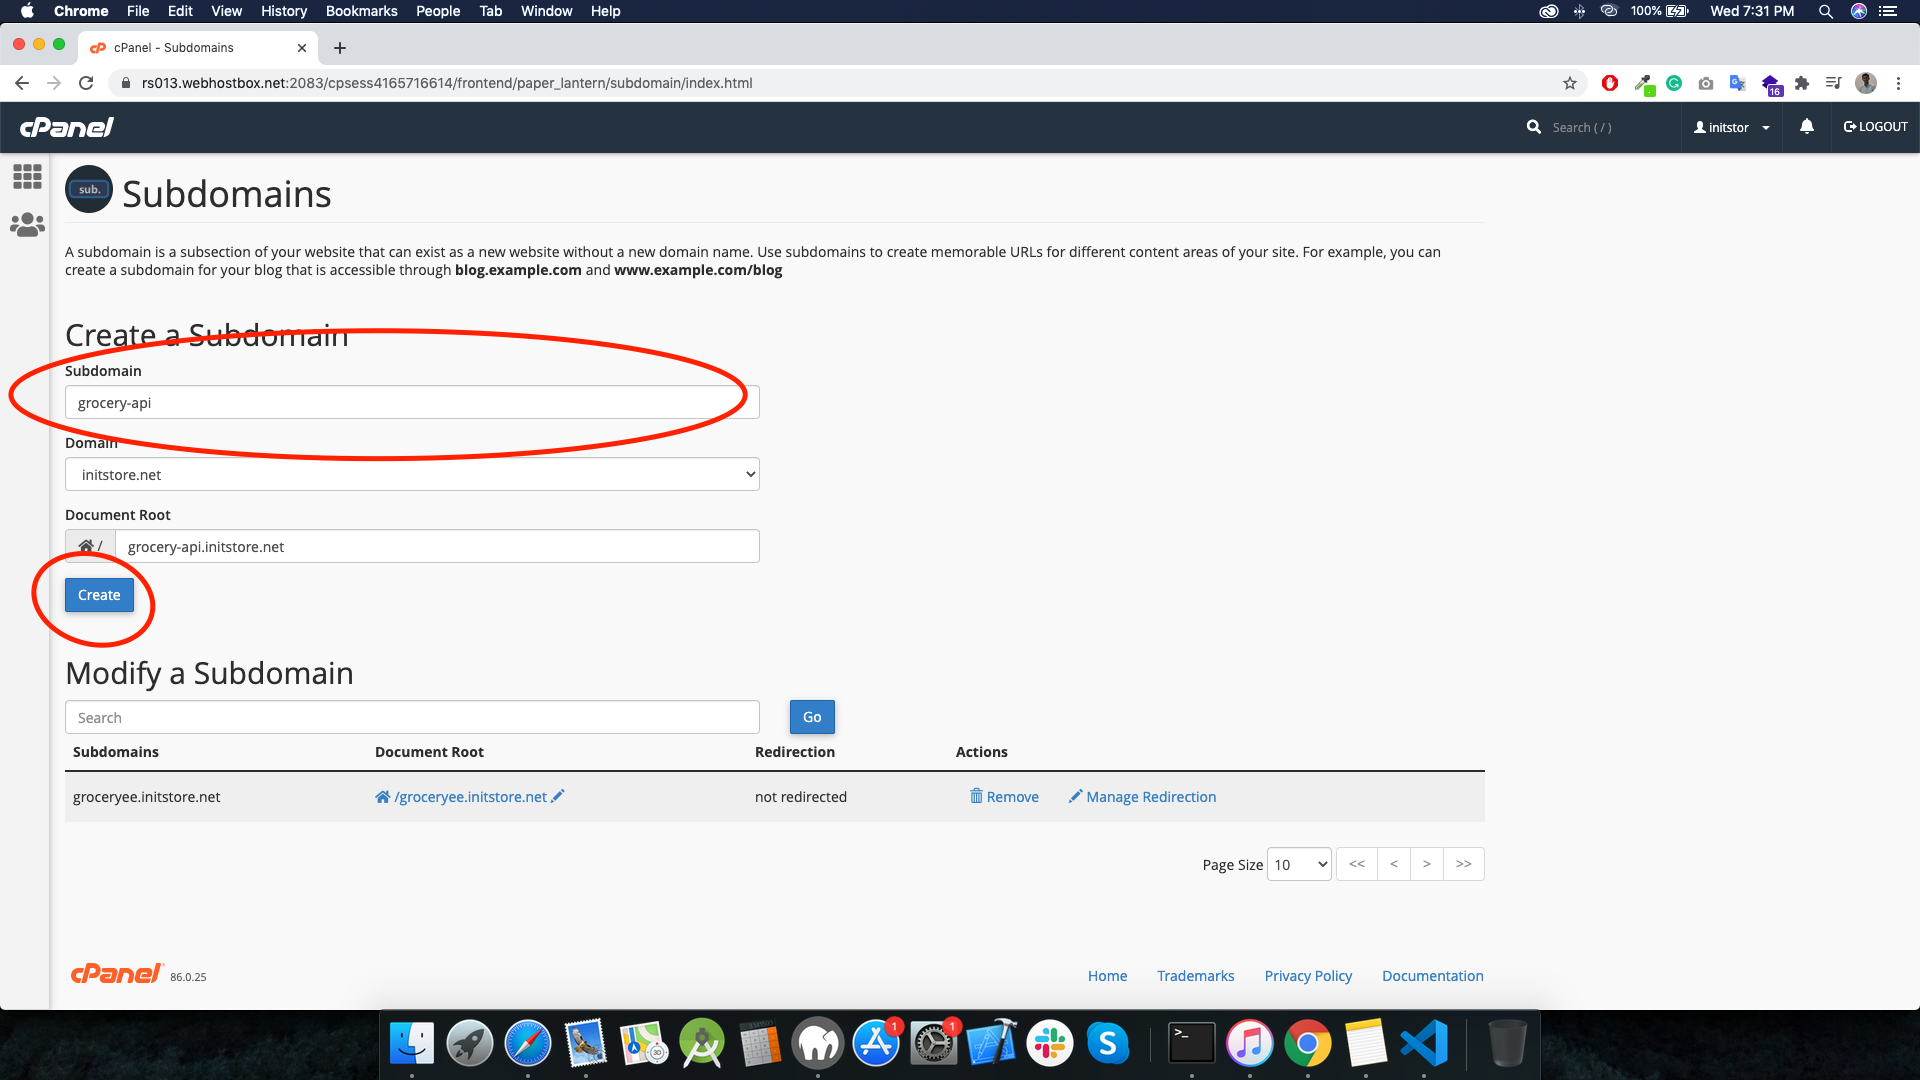 Chrome File Edit View History Bookmarks People Tab Window Help 100% Wed 7:31 PM
cP cPanel - Subdomains
rs013.webhostbox.net:2083/cpsess4165716614/frontend/paper_lantern/subdomain/index.html
16
cPanel Search ( / ) initstor LOGOUT
sub. Subdomains
A subdomain is a subsection of your website that can exist as a new website without a new domain name. Use subdomains to create memorable URLs for different content areas of your site. For example, you can
create a subdomain for your blog that is accessible through blog.example.com and www.example.com/blog
Create a Subdomain
Subdomain
grocery-api
Domain
initstore.net
Document Root
/ grocery-api.initstore.net
Create
Modify a Subdomain
Search Go
Subdomains Document Root Redirection Actions
groceryee.initstore.net /groceryee.initstore.net not redirected Remove Manage Redirection
Page Size 10 << < > >>
cPanel 86.0.25 Home Trademarks Privacy Policy Documentation
3D 1 1 S >_